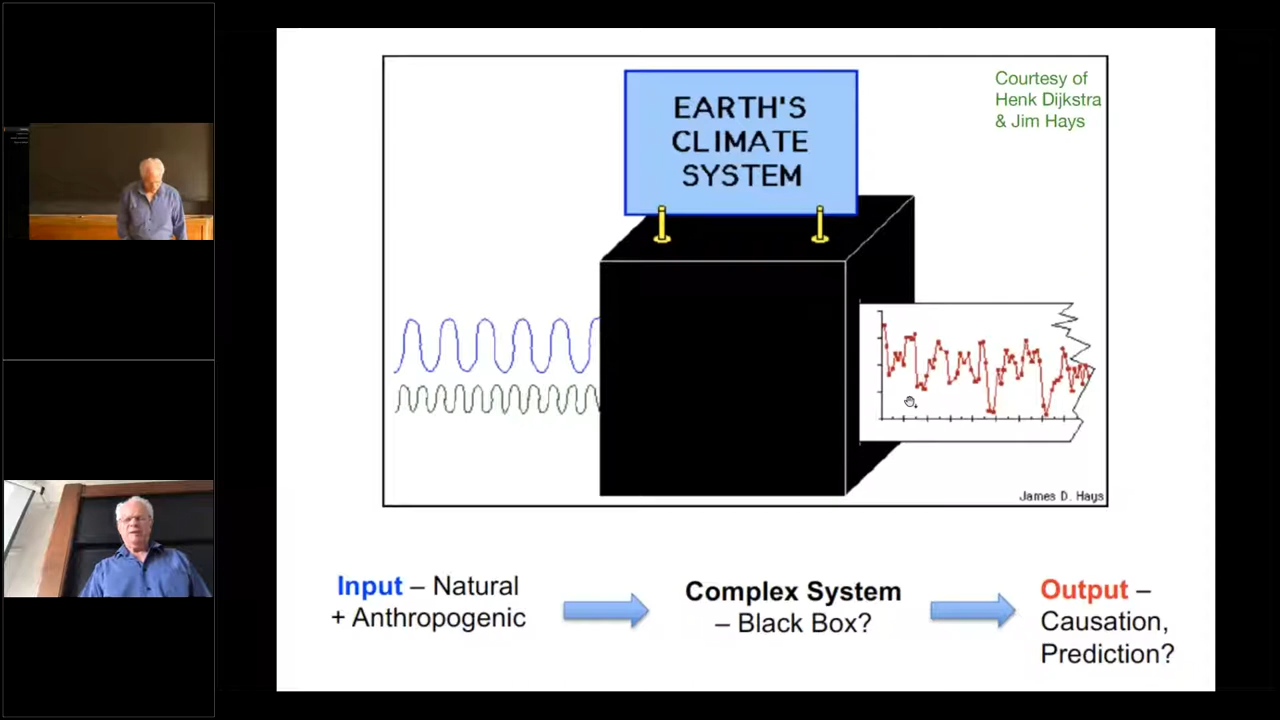 EARTH'S
CLIMATE
SYSTEM
Courtesy of
Henk Dijkstra
& Jim Hays
James D. Hays
Input – Natural
+ Anthropogenic
Complex System
– Black Box?
Output –
Causation,
Prediction?